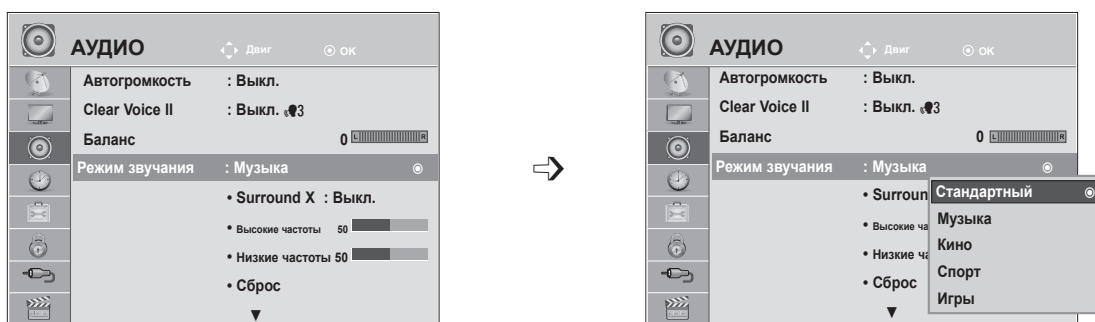 АУДИО Двиг ОК
Автогромкость : Выкл.
Clear Voice II : Выкл. 3
Баланс 0 L R
Режим звучания : Музыка
• Surround X : Выкл.
• Высокие частоты 50
• Низкие частоты 50
• Сброс
АУДИО Двиг ОК
Автогромкость : Выкл.
Clear Voice II : Выкл. 3
Баланс 0 L R
Режим звучания : Музыка
• Surroun
• Высокие ча
• Низкие ча
• Сброс
Стандартный
Музыка
Кино
Спорт
Игры